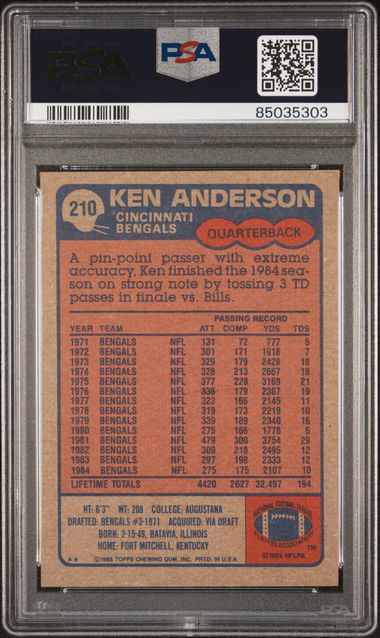 PSA
PSA
85035303
210
KEN ANDERSON
CINCINNATI
BENGALS
QUARTERBACK
A pin-point passer with extreme
accuracy, Ken finished the 1984 sea-
son on strong note by tossing 3 TD
passes in finale vs. Bills.
PASSING RECORD
YEAR TEAM ATT COMP YDS TDS
1971 BENGALS NFL 131 72 777 5
1972 BENGALS NFL 301 171 1918 7
1973 BENGALS NFL 329 179 2428 18
1974 BENGALS NFL 328 213 2667 18
1975 BENGALS NFL 377 228 3169 21
1976 BENGALS NFL 338 179 2367 19
1977 BENGALS NFL 323 166 2145 11
1978 BENGALS NFL 319 173 2219 10
1979 BENGALS NFL 339 189 2340 16
1980 BENGALS NFL 275 166 1778 6
1981 BENGALS NFL 479 300 3754 29
1982 BENGALS NFL 309 218 2495 12
1983 BENGALS NFL 297 198 2333 12
1984 BENGALS NFL 275 175 2107 10
LIFETIME TOTALS 4420 2627 32,497 194
HT: 6'3" WT: 208 COLLEGE: AUGUSTANA
DRAFTED: BENGALS #3-1971 ACQUIRED: VIA DRAFT
BORN: 2-15-49, BATAVIA, ILLINOIS
HOME: FORT MITCHELL, KENTUCKY
A★ ©1985 TOPPS CHEWING GUM, INC. PRTD. IN U.S.A.
NATIONAL FOOTBALL LEAGUE
PLAYERS ASSOCIATION
TM
©1985 NFLPA